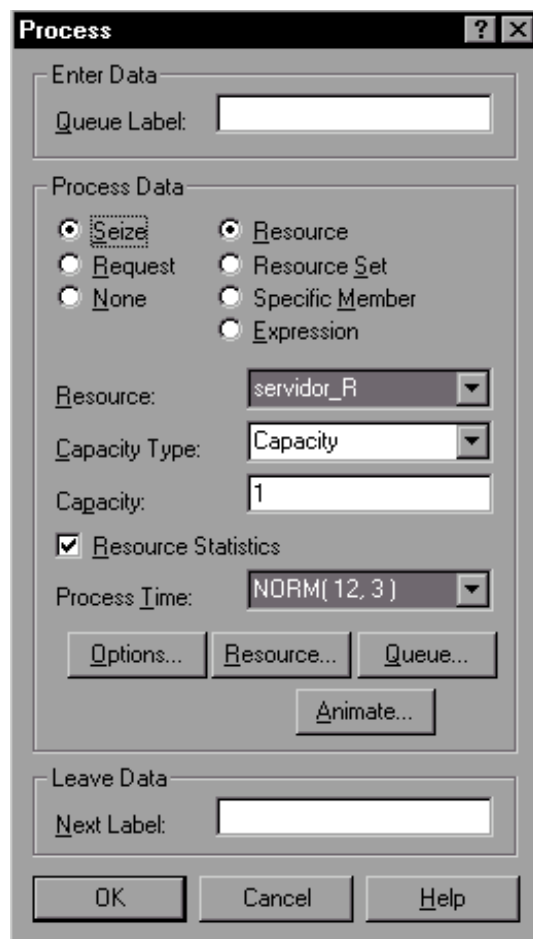 Process
Enter Data
Queue Label:
Process Data
Seize Resource
Request Resource Set
None Specific Member
Expression
Resource: servidor_R
Capacity Type: Capacity
Capacity: 1
Resource Statistics
Process Time: NORM( 12, 3 )
Options... Resource... Queue...
Animate...
Leave Data
Next Label:
OK Cancel Help